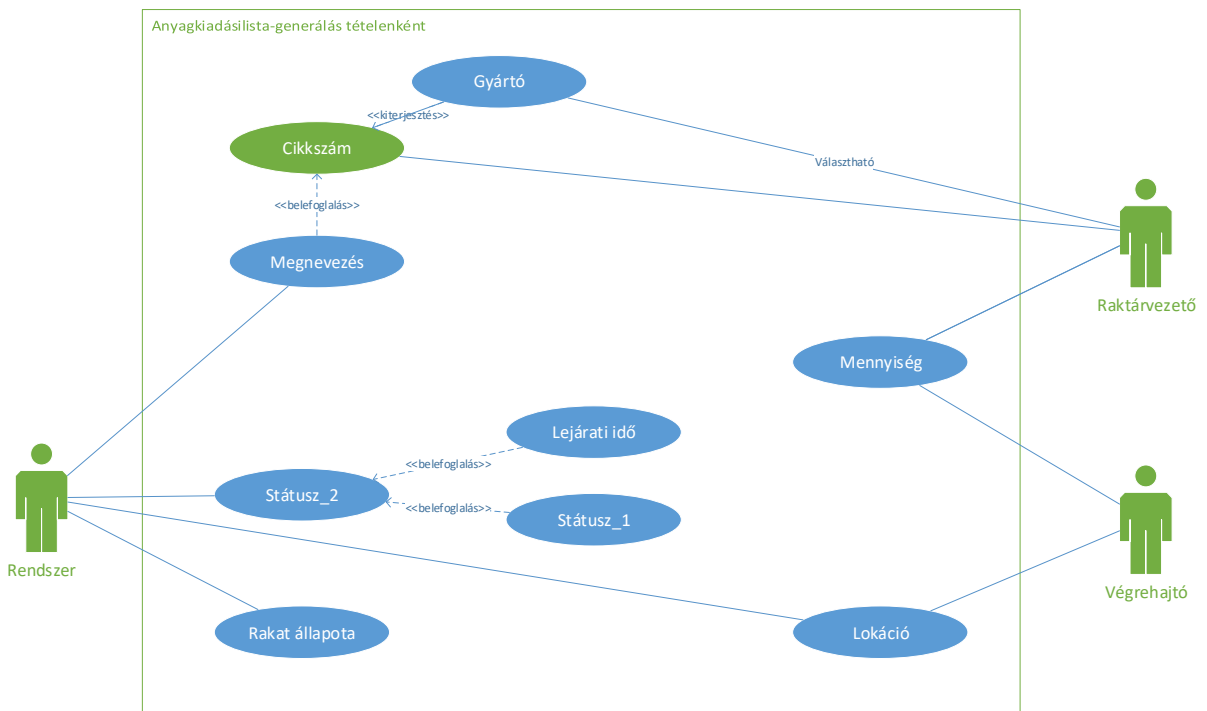 Anyagkiadásilista-generálás tételenként
Gyártó
<<kiterjesztés>>
Cikkszám
Választható
<<belefoglalás>>
Megnevezés
Raktárvezető
Mennyiség
Lejárati idő
<<belefoglalás>>
Státusz_2
<<belefoglalás>>
Státusz_1
Rendszer
Végrehajtó
Rakat állapota
Lokáció